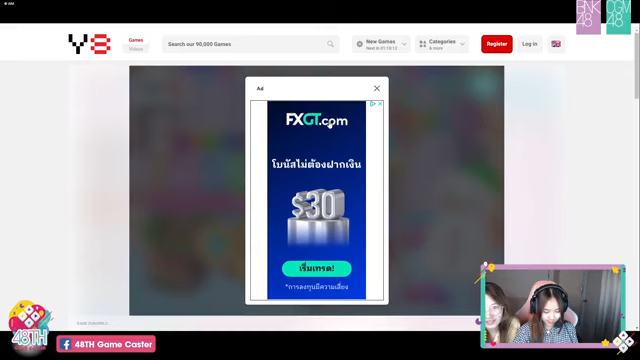 BNK
48
CGM
48
Y8
Games
Videos
Search our 90,000 Games
New Games
Categories
6 more
Register
Log in
Ad
FXGT.com
โบนัสไม่ต้องฝากเงิน
$30
เริ่มเทรด!
*การลงทุนมีความเสี่ยง
48TH
48TH Game Caster